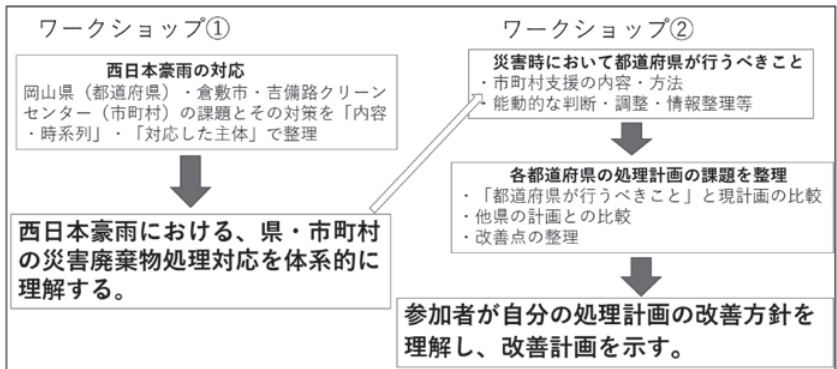 ワークショップ①
西日本豪雨の対応
岡山県（都道府県）・倉敷市・吉備路クリーン
センター（市町村）の課題とその対策を「内容
・時系列」・「対応した主体」で整理
西日本豪雨における、県・市町村
の災害廃棄物処理対応を体系的に
理解する。
ワークショップ②
災害時において都道府県が行うべきこと
・市町村支援の内容・方法
・能動的な判断・調整・情報整理等
各都道府県の処理計画の課題を整理
・「都道府県が行うべきこと」と現計画の比較
・他県の計画との比較
・改善点の整理
参加者が自分の処理計画の改善方針を
理解し、改善計画を示す。